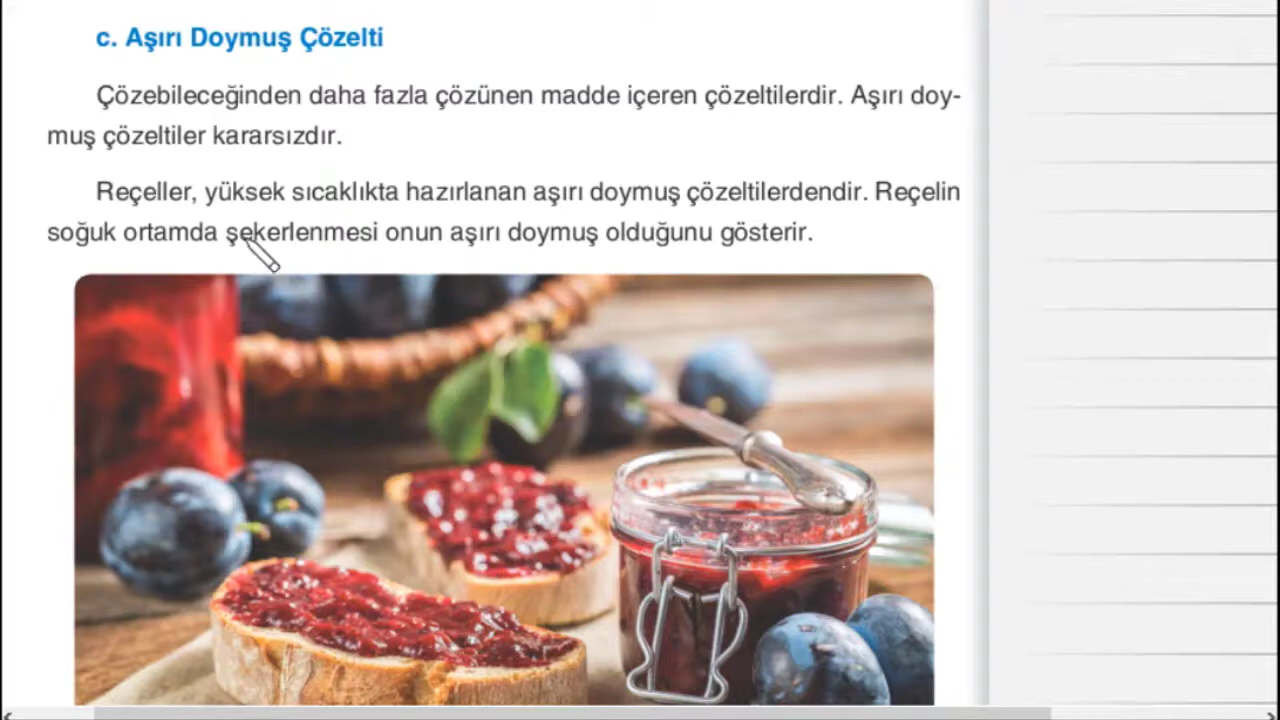 c. Aşırı Doymuş Çözelti
Çözebileceğinden daha fazla çözünen madde içeren çözeltilerdir. Aşırı doy-
muş çözeltiler kararsızdır.
Reçeller, yüksek sıcaklıkta hazırlanan aşırı doymuş çözeltilerdendir. Reçelin
soğuk ortamda şekerlenmesi onun aşırı doymuş olduğunu gösterir.